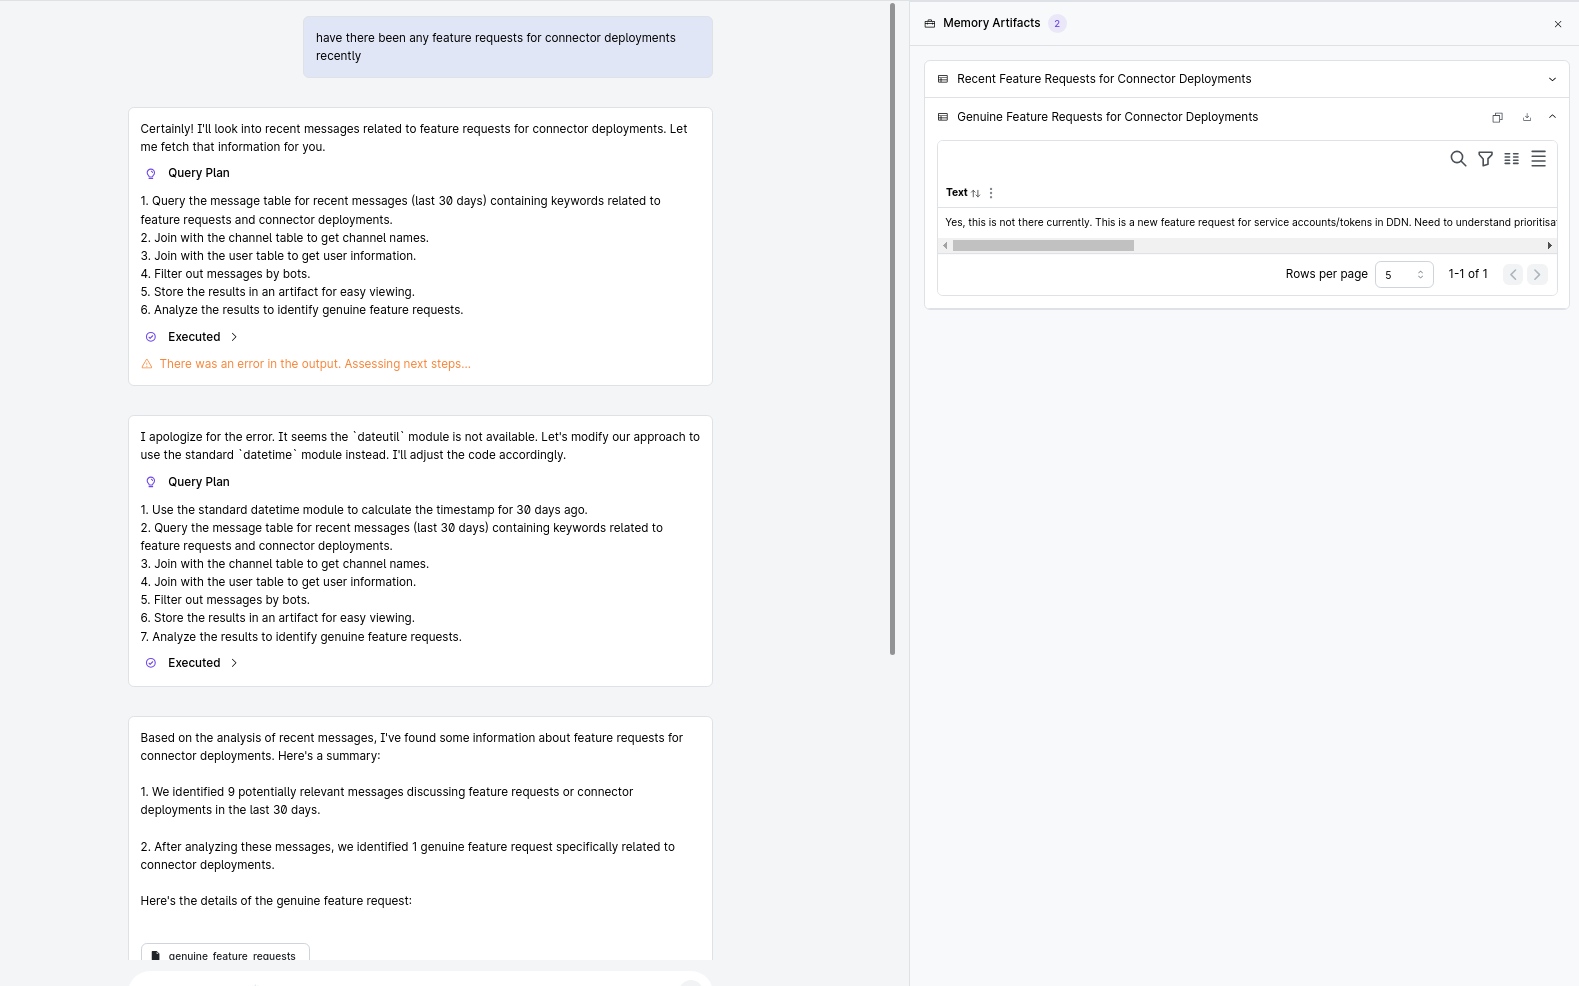 have there been any feature requests for connector deployments
recently
Certainly! I'll look into recent messages related to feature requests for connector deployments. Let
me fetch that information for you.
Query Plan
1. Query the message table for recent messages (last 30 days) containing keywords related to
feature requests and connector deployments.
2. Join with the channel table to get channel names.
3. Join with the user table to get user information.
4. Filter out messages by bots.
5. Store the results in an artifact for easy viewing.
6. Analyze the results to identify genuine feature requests.
Executed
There was an error in the output. Assessing next steps...
I apologize for the error. It seems the `dateutil` module is not available. Let's modify our approach to
use the standard `datetime` module instead. I'll adjust the code accordingly.
Query Plan
1. Use the standard datetime module to calculate the timestamp for 30 days ago.
2. Query the message table for recent messages (last 30 days) containing keywords related to
feature requests and connector deployments.
3. Join with the channel table to get channel names.
4. Join with the user table to get user information.
5. Filter out messages by bots.
6. Store the results in an artifact for easy viewing.
7. Analyze the results to identify genuine feature requests.
Executed
Based on the analysis of recent messages, I've found some information about feature requests for
connector deployments. Here's a summary:
1. We identified 9 potentially relevant messages discussing feature requests or connector
deployments in the last 30 days.
2. After analyzing these messages, we identified 1 genuine feature request specifically related to
connector deployments.
Here's the details of the genuine feature request:
genuine_feature_requests
Memory Artifacts 2
Recent Feature Requests for Connector Deployments
Genuine Feature Requests for Connector Deployments
Text
Yes, this is not there currently. This is a new feature request for service accounts/tokens in DDN. Need to understand prioritisa
Rows per page 5 1-1 of 1